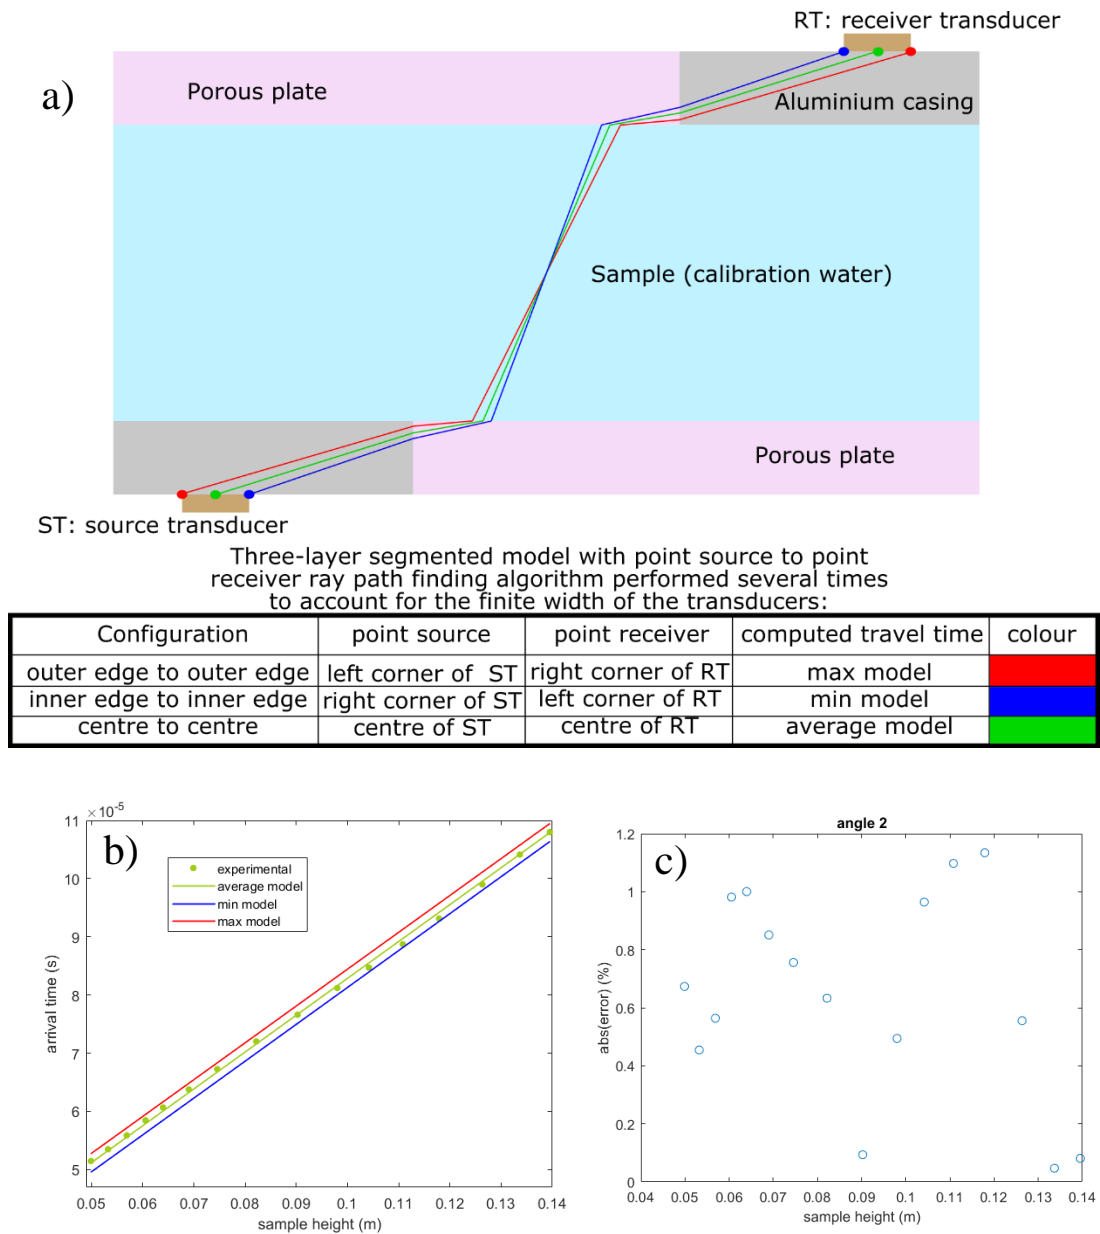 RT: receiver transducer
a)
Porous plate
Aluminium casing
Sample (calibration water)
Porous plate
ST: source transducer
Three-layer segmented model with point source to point
receiver ray path finding algorithm performed several times
to account for the finite width of the transducers:
Configuration point source point receiver computed travel time colour
outer edge to outer edge left corner of ST right corner of RT max model
inner edge to inner edge right corner of ST left corner of RT min model
centre to centre centre of ST centre of RT average model
×10^-5
b)
11
10
9
8
7
6
5
arrival time (s)
experimental
average model
min model
max model
0.05 0.06 0.07 0.08 0.09 0.1 0.11 0.12 0.13 0.14
sample height (m)
angle 2
c)
1.2
1
0.8
0.6
0.4
0.2
0
abs(error) (%)
0.04 0.05 0.06 0.07 0.08 0.09 0.1 0.11 0.12 0.13 0.14
sample height (m)